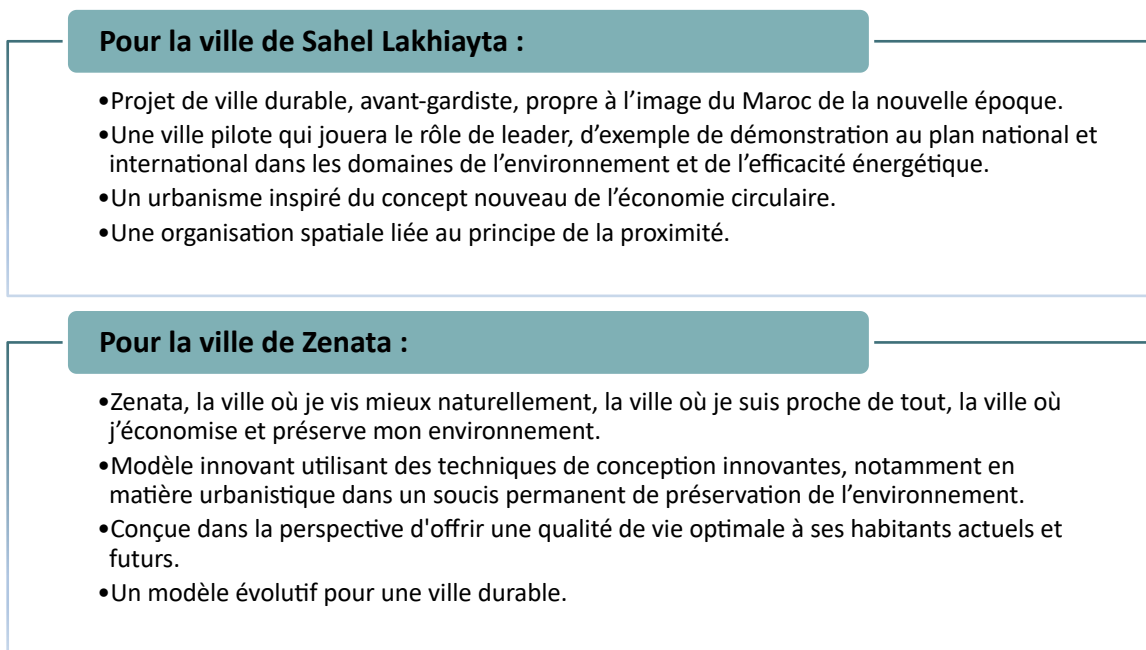 Pour la ville de Sahel Lakhiayta :
•Projet de ville durable, avant-gardiste, propre à l’image du Maroc de la nouvelle époque.
•Une ville pilote qui jouera le rôle de leader, d’exemple de démonstration au plan national et
international dans les domaines de l’environnement et de l’efficacité énergétique.
•Un urbanisme inspiré du concept nouveau de l’économie circulaire.
•Une organisation spatiale liée au principe de la proximité.
Pour la ville de Zenata :
•Zenata, la ville où je vis mieux naturellement, la ville où je suis proche de tout, la ville où
j’économise et préserve mon environnement.
•Modèle innovant utilisant des techniques de conception innovantes, notamment en
matière urbanistique dans un souci permanent de préservation de l’environnement.
•Conçue dans la perspective d'offrir une qualité de vie optimale à ses habitants actuels et
futurs.
•Un modèle évolutif pour une ville durable.